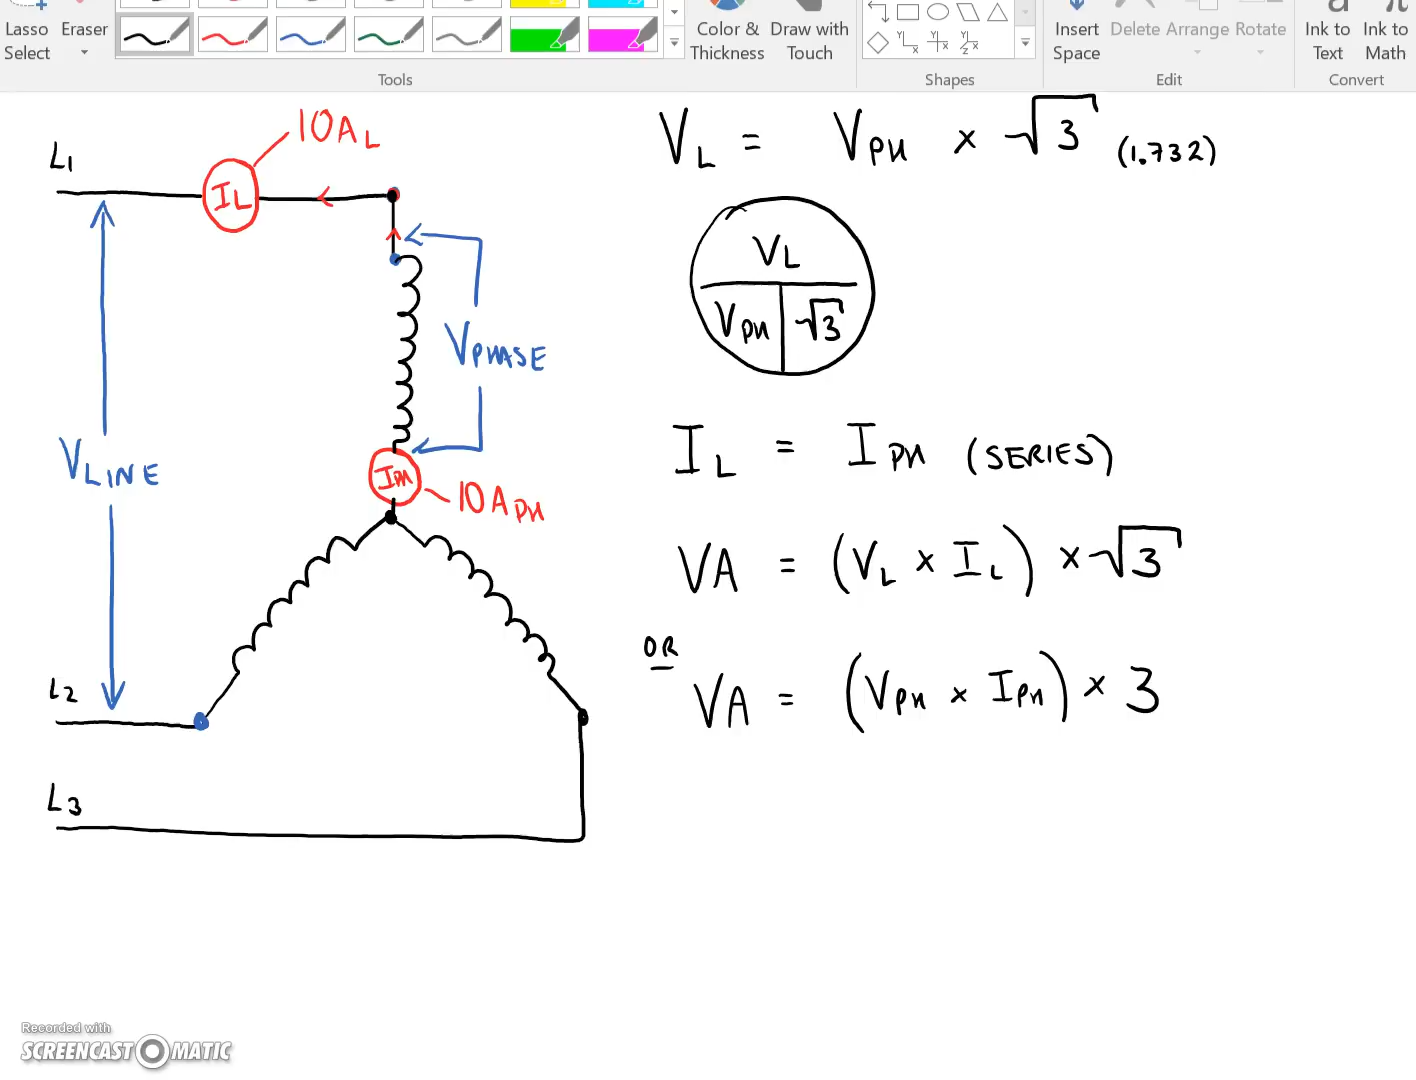 Lasso Select
Eraser
Color & Thickness
Draw with Touch
Insert Space
Delete
Arrange
Rotate
Ink to Text
Ink to Math
Tools
Shapes
Edit
Convert
L1
IL
10AL
VLINE
VPHASE
IPH
10APH
L2
L3
VL = VPH × √3 (1.732)
VL
VPH √3
IL = IPH (SERIES)
VA = (VL × IL) × √3
OR
VA = (VPH × IPH) × 3
Recorded with
SCREENCAST-O-MATIC